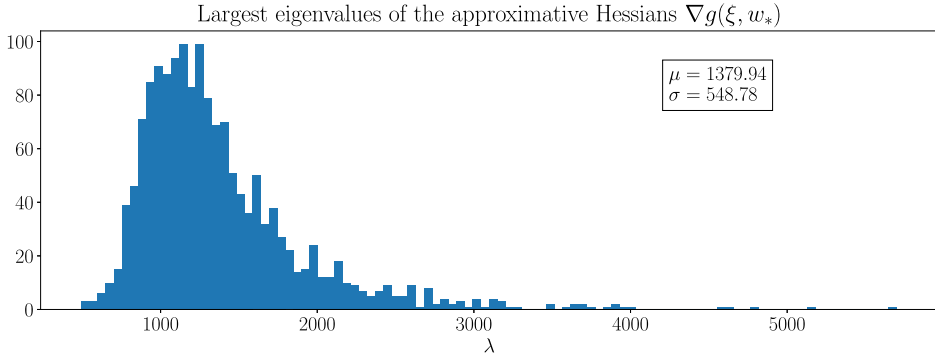 Largest eigenvalues of the approximative Hessians ∇g(ξ, w_*)
100
80
60
40
20
0
μ = 1379.94
σ = 548.78
1000 2000 3000 4000 5000
λ